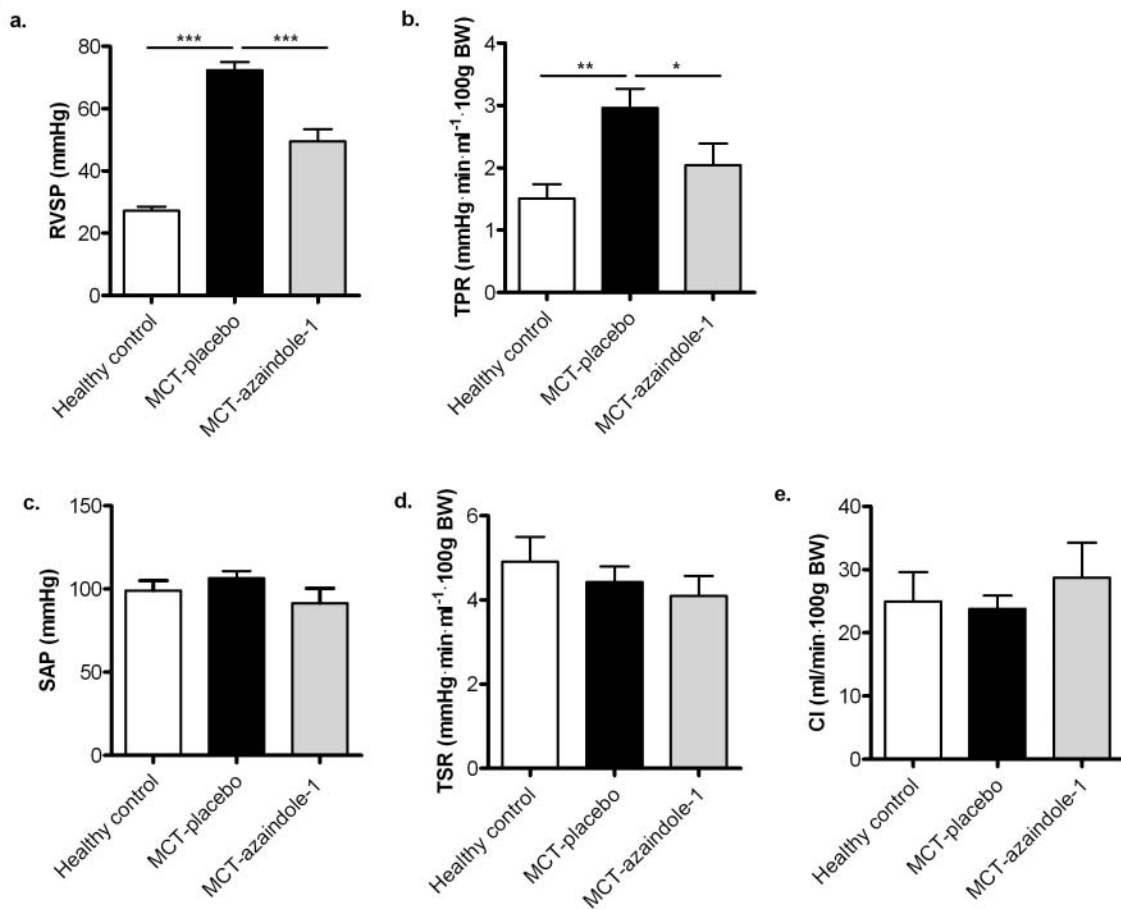 a.
RVSP (mmHg)
80
60
40
20
0
***
***
Healthy control
MCT-placebo
MCT-azaindole-1
b.
TPR (mmHg·min·ml⁻¹·100g BW)
4
3
2
1
0
**
*
Healthy control
MCT-placebo
MCT-azaindole-1
c.
SAP (mmHg)
150
100
50
0
Healthy control
MCT-placebo
MCT-azaindole-1
d.
TSR (mmHg·min·ml⁻¹·100g BW)
6
4
2
0
Healthy control
MCT-placebo
MCT-azaindole-1
e.
CI (ml/min·100g BW)
40
30
20
10
0
Healthy control
MCT-placebo
MCT-azaindole-1